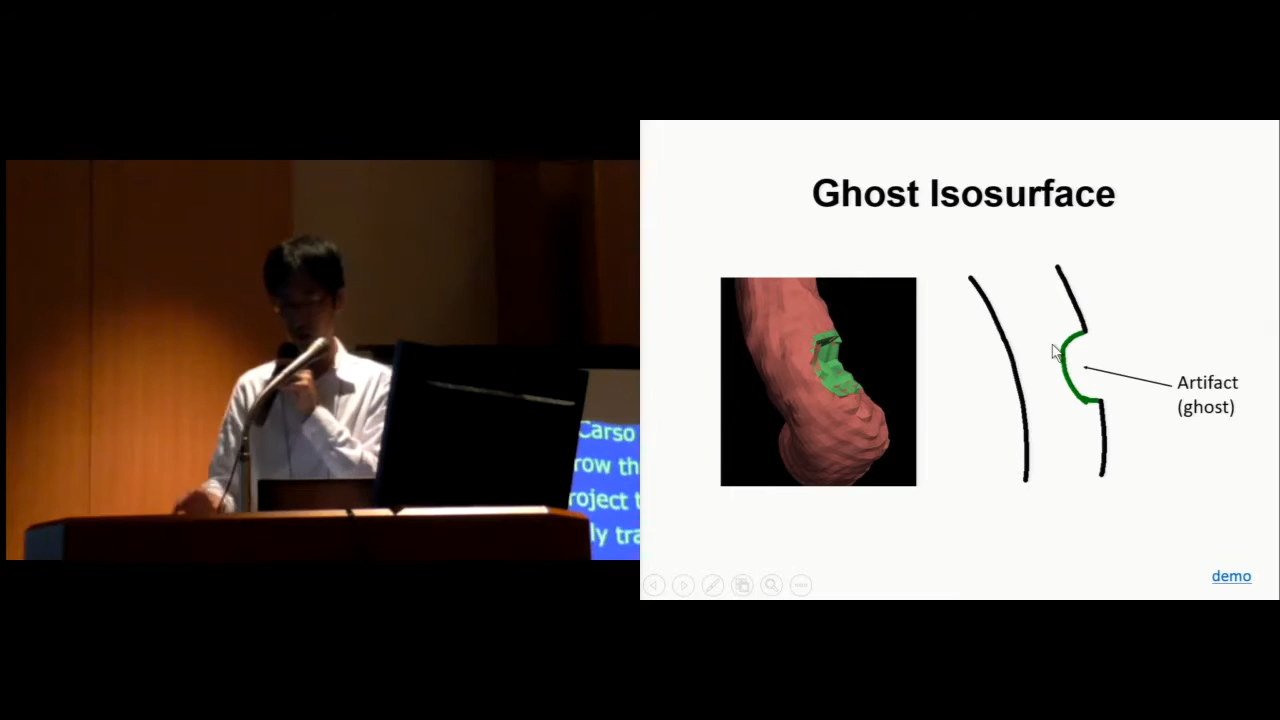 Ghost Isosurface
Artifact
(ghost)
demo
Carso
row th
roject
ly tra